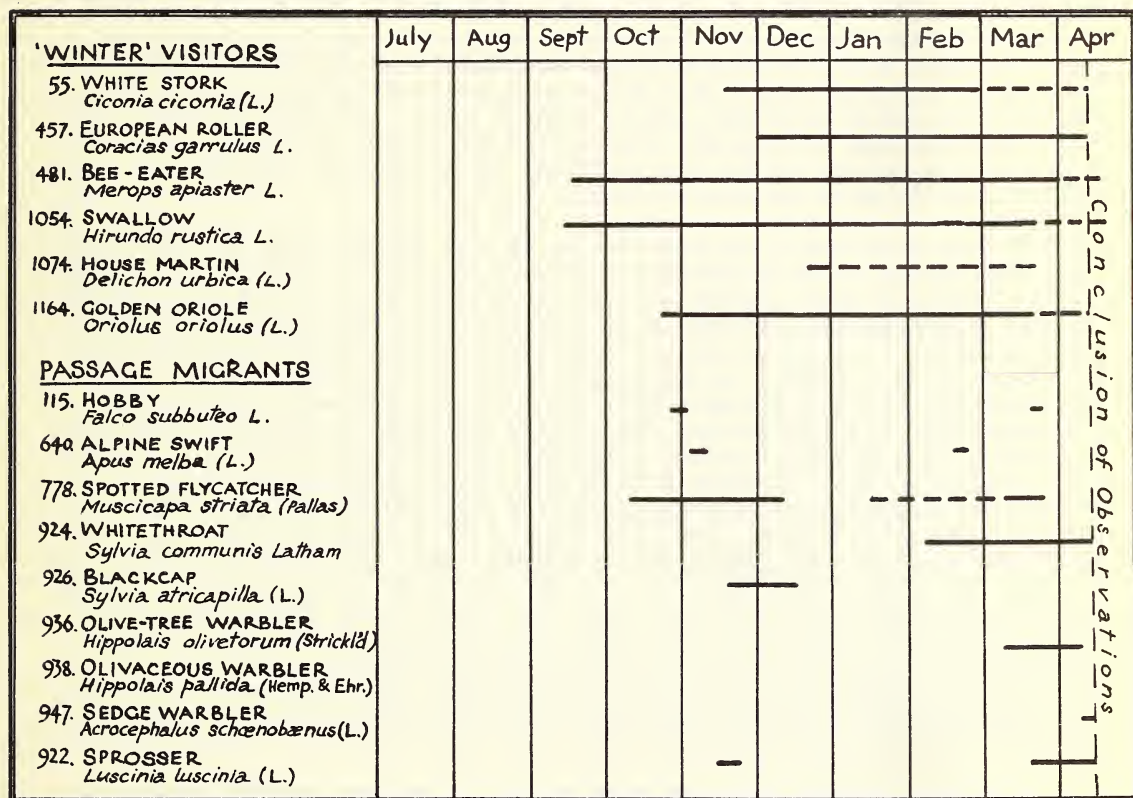 'WINTER' VISITORS
July Aug Sept Oct Nov Dec Jan Feb Mar Apr
55. WHITE STORK
Ciconia ciconia (L.)
457. EUROPEAN ROLLER
Coracias garrulus L.
481. BEE-EATER
Merops apiaster L.
1054. SWALLOW
Hirundo rustica L.
1074. HOUSE MARTIN
Delichon urbica (L.)
1164. GOLDEN ORIOLE
Oriolus oriolus (L.)
PASSAGE MIGRANTS
115. HOBBY
Falco subbuteo L.
640. ALPINE SWIFT
Apus melba (L.)
778. SPOTTED FLYCATCHER
Muscicapa striata (Pallas)
924. WHITETHROAT
Sylvia communis Latham
926. BLACKCAP
Sylvia atricapilla (L.)
936. OLIVE-TREE WARBLER
Hippolais olivetorum (Strickl'd)
938. OLIVACEOUS WARBLER
Hippolais pallida (Hemp. & Ehr.)
947. SEDGE WARBLER
Acrocephalus schœnobænus (L.)
922. SPROSSER
Luscinia luscinia (L.)
Conclusion of Observations